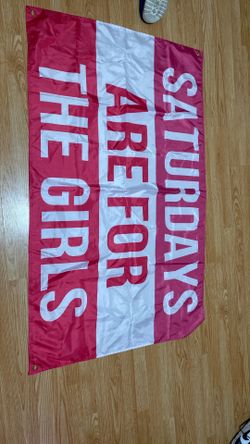 SATURDAYS
ARE FOR
THE GIRLS